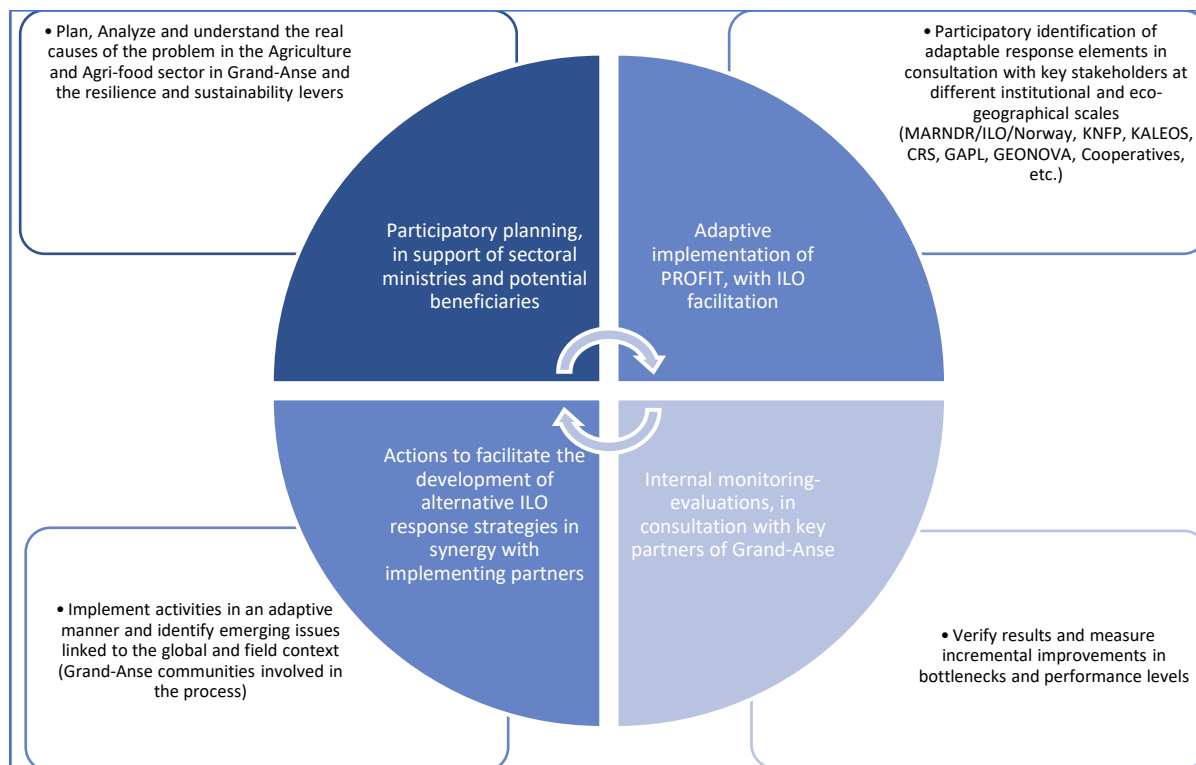 • Plan, Analyze and understand the real
causes of the problem in the Agriculture
and Agri-food sector in Grand-Anse and
the resilience and sustainability levers
• Participatory identification of
adaptable response elements in
consultation with key stakeholders at
different institutional and eco-
geographical scales
(MARNDR/ILO/Norway, KNFP, KALEOS,
CRS, GAPL, GEONOVA, Cooperatives,
etc.)
Participatory planning,
in support of sectoral
ministries and potential
beneficiaries
Adaptive
implementation of
PROFIT, with ILO
facilitation
Actions to facilitate the
development of
alternative ILO
response strategies in
synergy with
implementing partners
Internal monitoring-
evaluations, in
consultation with key
partners of Grand-Anse
• Implement activities in an adaptive
manner and identify emerging issues
linked to the global and field context
(Grand-Anse communities involved in
the process)
• Verify results and measure
incremental improvements in
bottlenecks and performance levels